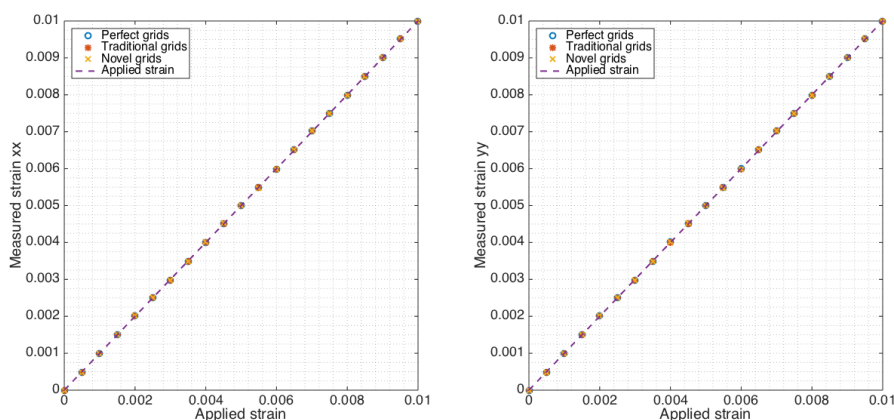 0.01
0.009
0.008
0.007
0.006
0.005
0.004
0.003
0.002
0.001
0
Measured strain xx
Perfect grids
Traditional grids
Novel grids
Applied strain
0 0.002 0.004 0.006 0.008 0.01
Applied strain
0.01
0.009
0.008
0.007
0.006
0.005
0.004
0.003
0.002
0.001
0
Measured strain yy
Perfect grids
Traditional grids
Novel grids
Applied strain
0 0.002 0.004 0.006 0.008 0.01
Applied strain